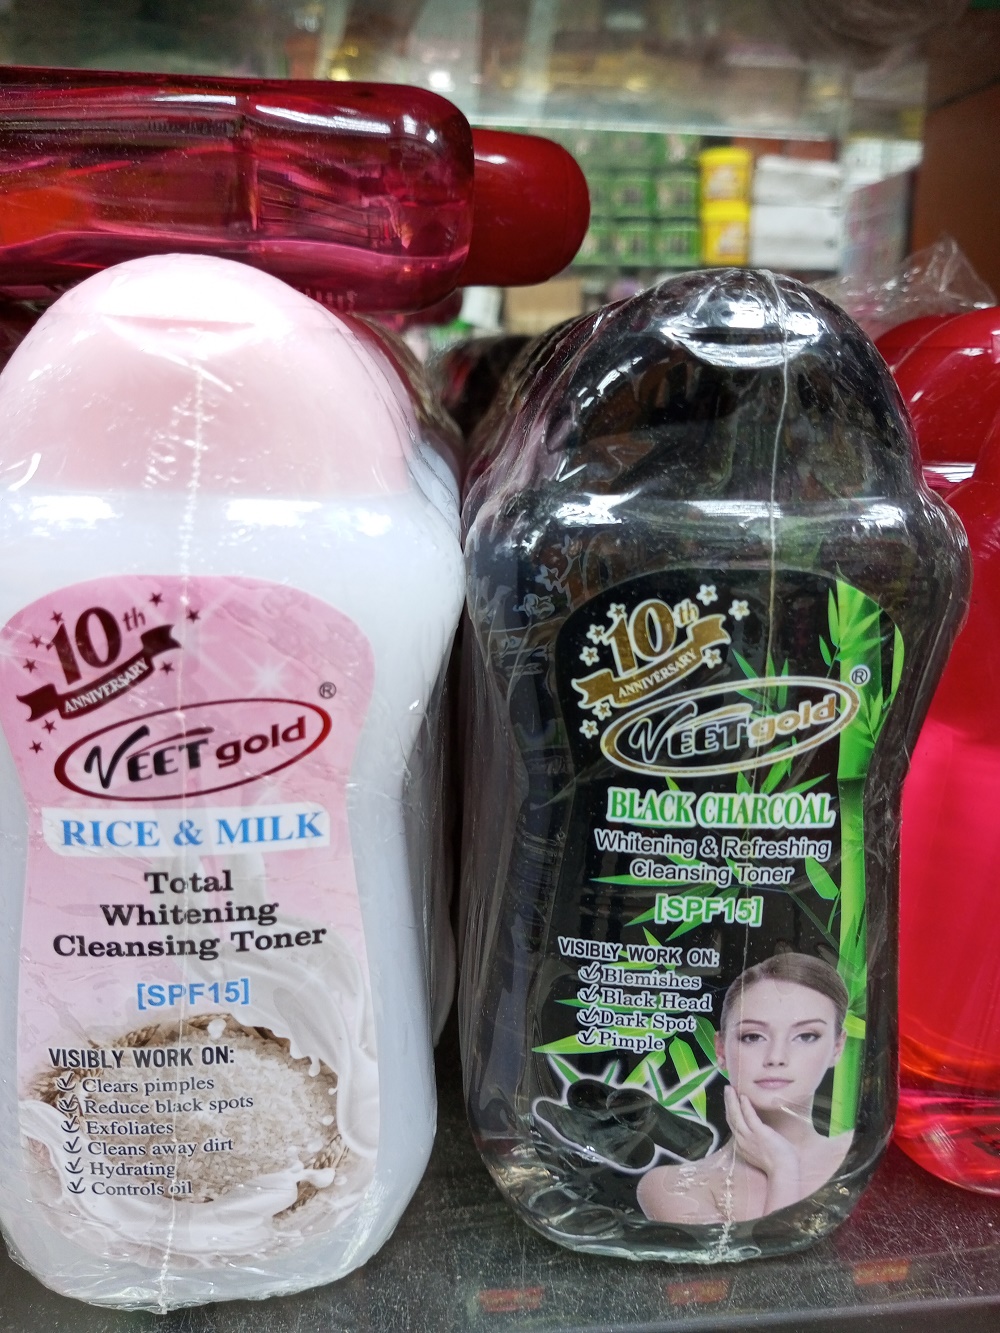 10th
ANNIVERSARY
VEET gold ®
RICE & MILK
Total
Whitening
Cleansing Toner
[SPF15]
VISIBLY WORK ON:
Clears pimples
Reduce black spots
Exfoliates
Cleans away dirt
Hydrating
Controls oil
10th
ANNIVERSARY
VEET gold ®
BLACK CHARCOAL
Whitening & Refreshing
Cleansing Toner
[SPF15]
VISIBLY WORK ON:
Blemishes
Black Head
Dark Spot
Pimple